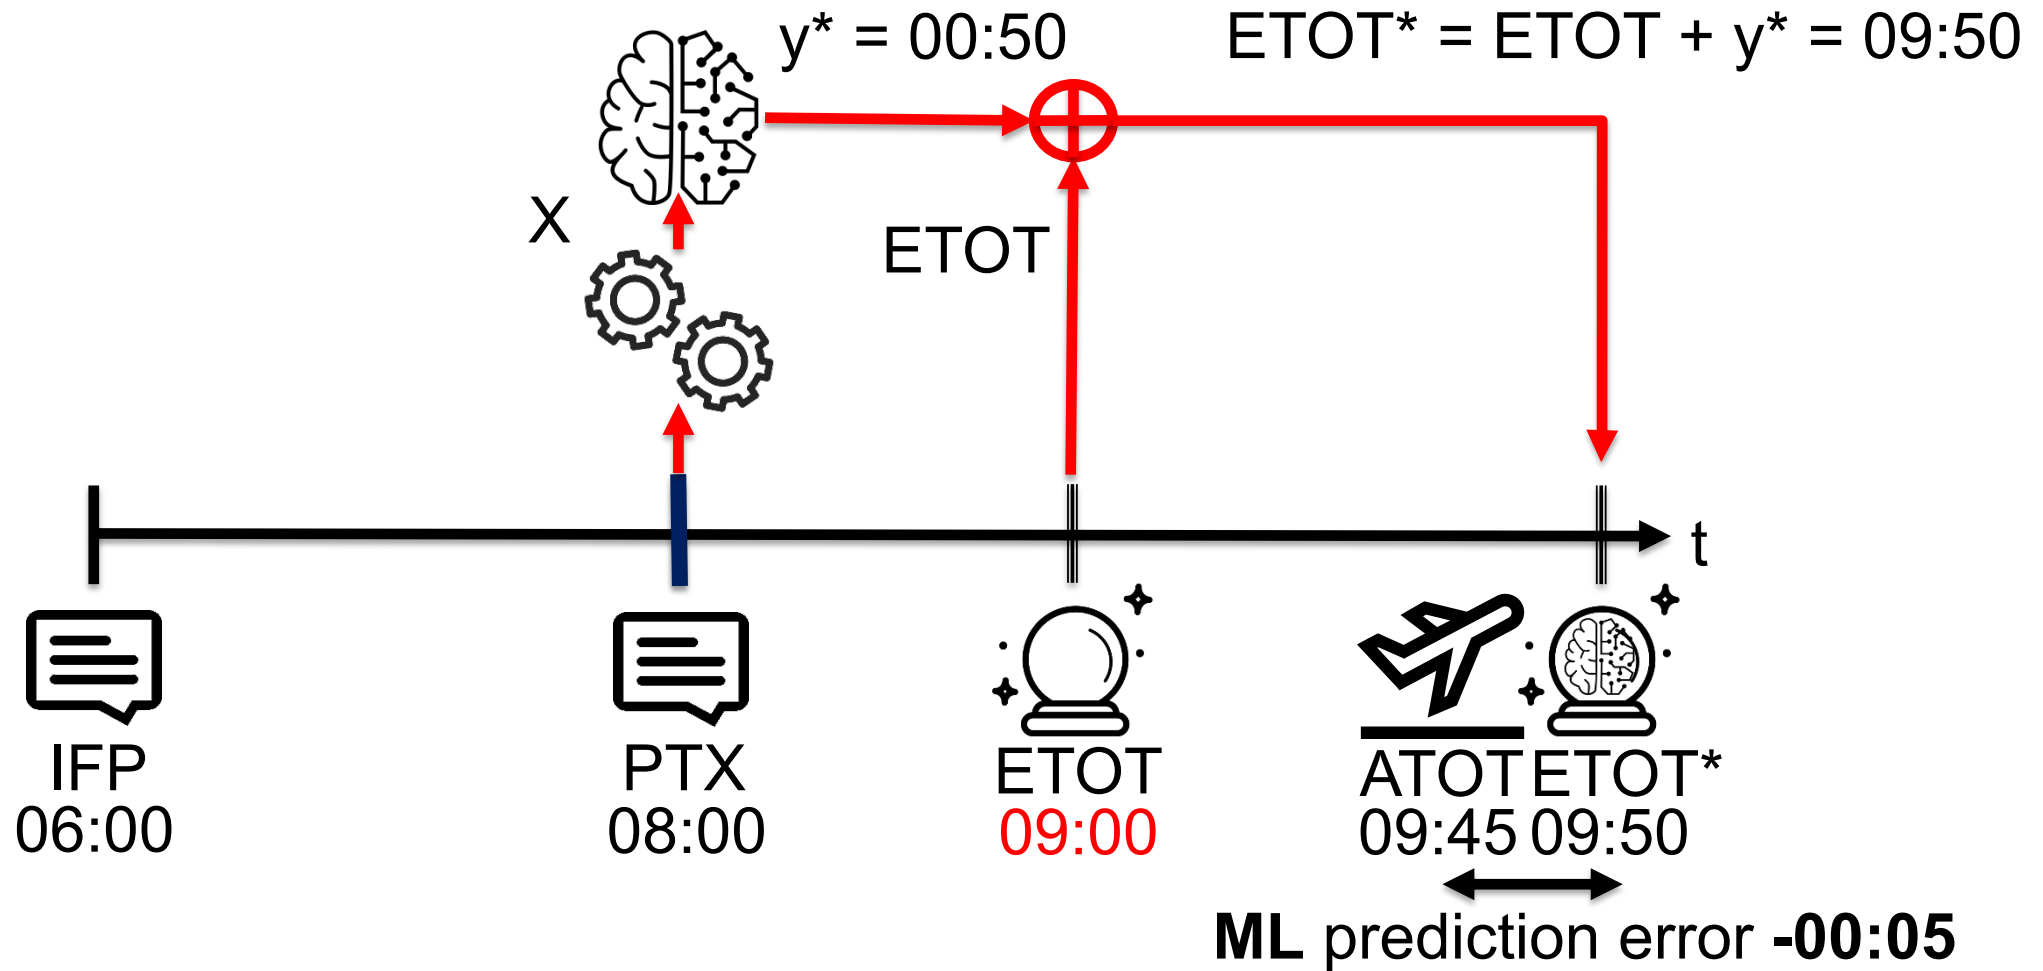 y* = 00:50
ETOT* = ETOT + y* = 09:50
X
ETOT
t
IFP
06:00
PTX
08:00
ETOT
09:00
ATOT
09:45
ETOT*
09:50
ML prediction error -00:05